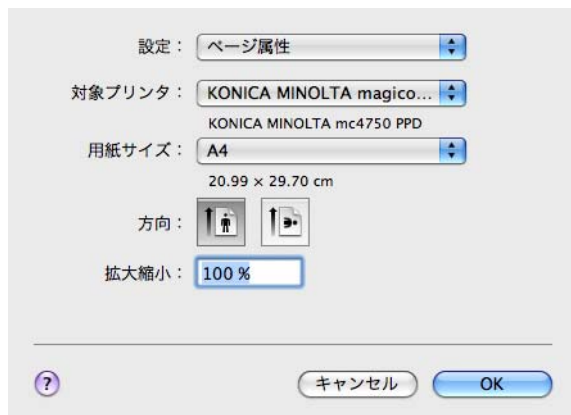 設定： ページ属性
対象プリンタ： KONICA MINOLTA magico...
KONICA MINOLTA mc4750 PPD
用紙サイズ： A4
20.99 × 29.70 cm
方向：
拡大縮小： 100 %
? キャンセル OK